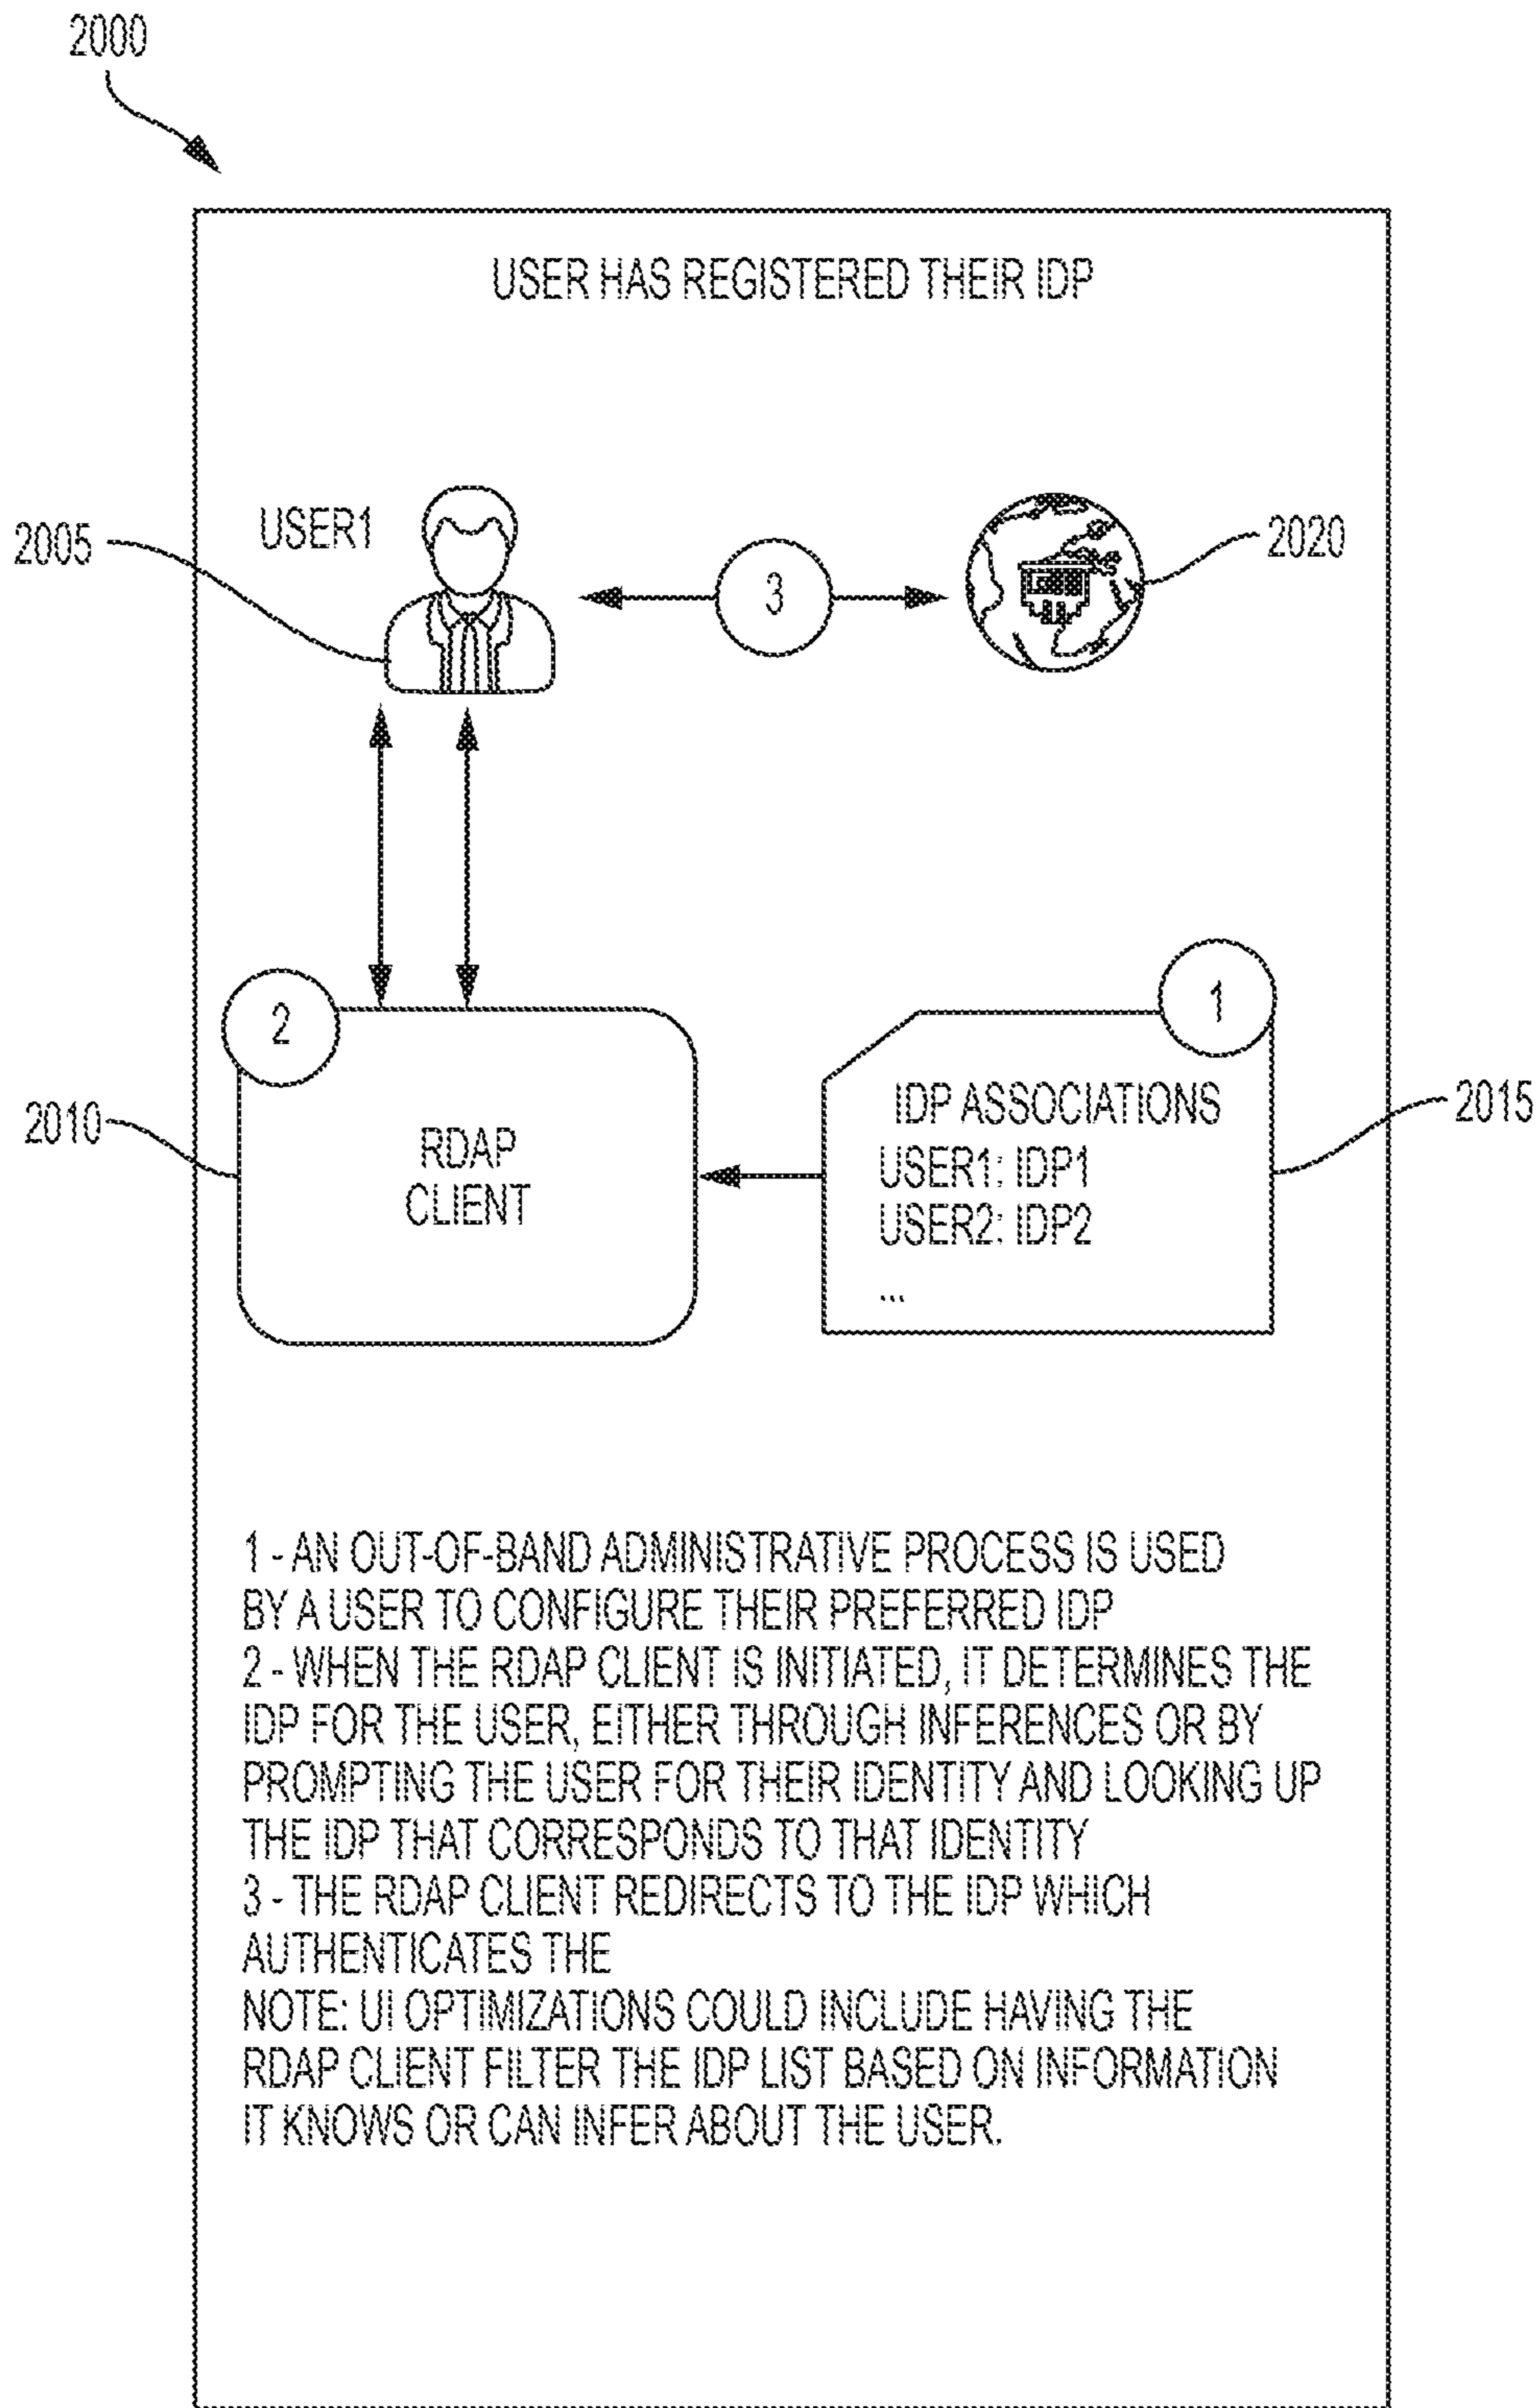 2000
USER HAS REGISTERED THEIR IDP
USER1
2005
3
2020
2
1
2010
RDAP
CLIENT
IDP ASSOCIATIONS
USER1: IDP1
USER2: IDP2
...
2015
1 - AN OUT-OF-BAND ADMINISTRATIVE PROCESS IS USED
BY A USER TO CONFIGURE THEIR PREFERRED IDP
2 - WHEN THE RDAP CLIENT IS INITIATED, IT DETERMINES THE
IDP FOR THE USER, EITHER THROUGH INFERENCES OR BY
PROMPTING THE USER FOR THEIR IDENTITY AND LOOKING UP
THE IDP THAT CORRESPONDS TO THAT IDENTITY
3 - THE RDAP CLIENT REDIRECTS TO THE IDP WHICH
AUTHENTICATES THE
NOTE: UI OPTIMIZATIONS COULD INCLUDE HAVING THE
RDAP CLIENT FILTER THE IDP LIST BASED ON INFORMATION
IT KNOWS OR CAN INFER ABOUT THE USER.